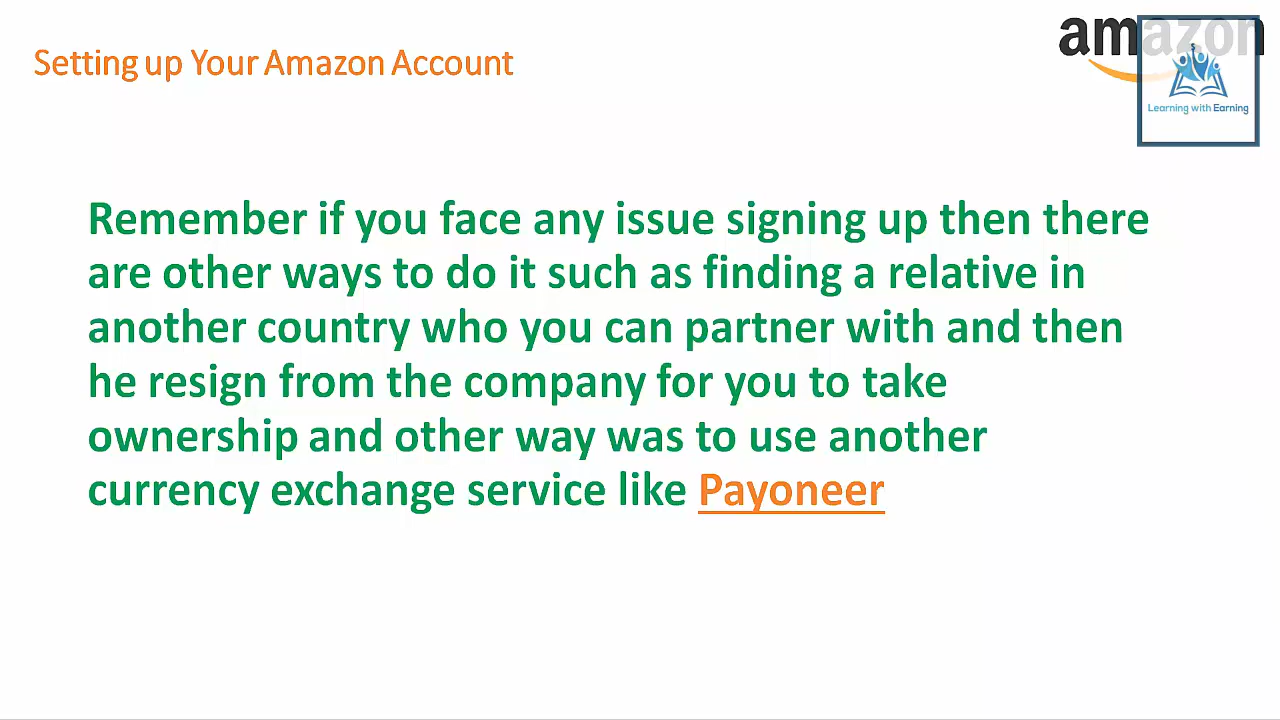 Setting up Your Amazon Account
amazon
Learning with Earning
Remember if you face any issue signing up then there
are other ways to do it such as finding a relative in
another country who you can partner with and then
he resign from the company for you to take
ownership and other way was to use another
currency exchange service like Payoneer